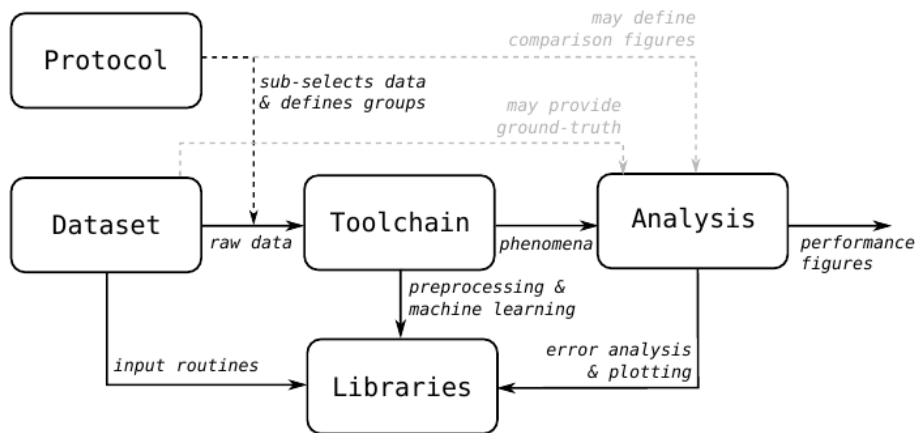 may define
comparison figures
Protocol
sub-selects data
& defines groups
may provide
ground-truth
Dataset
raw data
Toolchain
phenomena
Analysis
performance
figures
preprocessing &
machine learning
input routines
Libraries
error analysis
& plotting